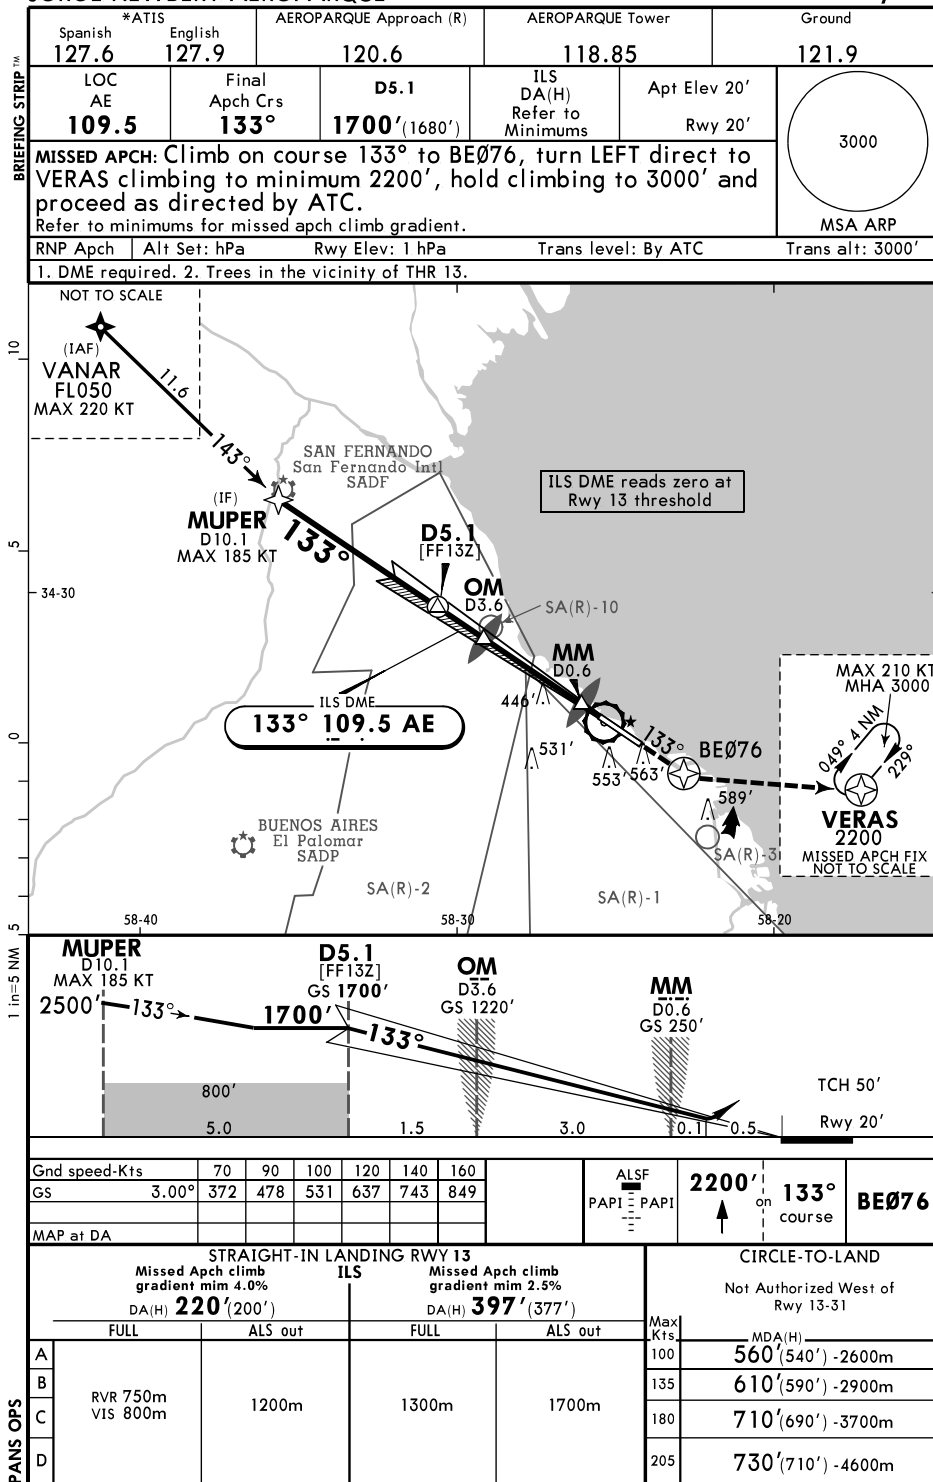 *ATIS
Spanish English
127.6 127.9
AEROPARQUE Approach (R)
120.6
AEROPARQUE Tower
118.85
Ground
121.9
BRIEFING STRIP TM
LOC
AE
109.5
Final
Apch Crs
133°
D5.1
1700'(1680')
ILS
DA(H)
Refer to
Minimums
Apt Elev 20'
Rwy 20'
3000
MSA ARP
MISSED APCH: Climb on course 133° to BEØ76, turn LEFT direct to
VERAS climbing to minimum 2200', hold climbing to 3000' and
proceed as directed by ATC.
Refer to minimums for missed apch climb gradient.
RNP Apch Alt Set: hPa Rwy Elev: 1 hPa Trans level: By ATC Trans alt: 3000'
1. DME required. 2. Trees in the vicinity of THR 13.
NOT TO SCALE
(IAF)
VANAR
FL050
MAX 220 KT
11.6
143°
SAN FERNANDO
San Fernando Intl
SADF
ILS DME reads zero at
Rwy 13 threshold
(IF)
MUPER
D10.1
MAX 185 KT
133°
D5.1
[FF13Z]
OM
D3.6
SA(R)-10
MM
D0.6
ILS DME
133° 109.5 AE
446'
531'
553'
563'
133°
BEØ76
589'
SA(R)-3
MAX 210 KT
MHA 3000
049° 4 NM
229°
VERAS
2200
MISSED APCH FIX
NOT TO SCALE
BUENOS AIRES
El Palomar
SADP
SA(R)-2
SA(R)-1
10
5
34-30
0
5
58-40
58-30
58-20
1 in=5 NM
MUPER
D10.1
MAX 185 KT
2500'
133°
1700'
D5.1
[FF13Z]
GS 1700'
133°
OM
D3.6
GS 1220'
MM
D0.6
GS 250'
TCH 50'
Rwy 20'
800'
5.0 1.5 3.0 0.1 0.5
Gnd speed-Kts 70 90 100 120 140 160
GS 3.00° 372 478 531 637 743 849
MAP at DA
ALSF
PAPI PAPI
2200'
on
133°
course
BEØ76
STRAIGHT-IN LANDING RWY 13
ILS
Missed Apch climb
gradient mim 4.0%
DA(H) 220'(200')
Missed Apch climb
gradient mim 2.5%
DA(H) 397'(377')
FULL ALS out FULL ALS out
CIRCLE-TO-LAND
Not Authorized West of
Rwy 13-31
Max
Kts
MDA(H)
A
B
C
D
RVR 750m
VIS 800m
1200m
1300m
1700m
100 560'(540') -2600m
135 610'(590') -2900m
180 710'(690') -3700m
205 730'(710') -4600m
PANS OPS